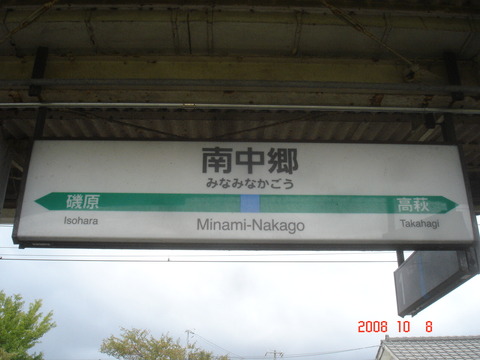 南中郷
みなみなかごう
磯原 高萩
Isohara Minami-Nakago Takahagi
2008 10 8